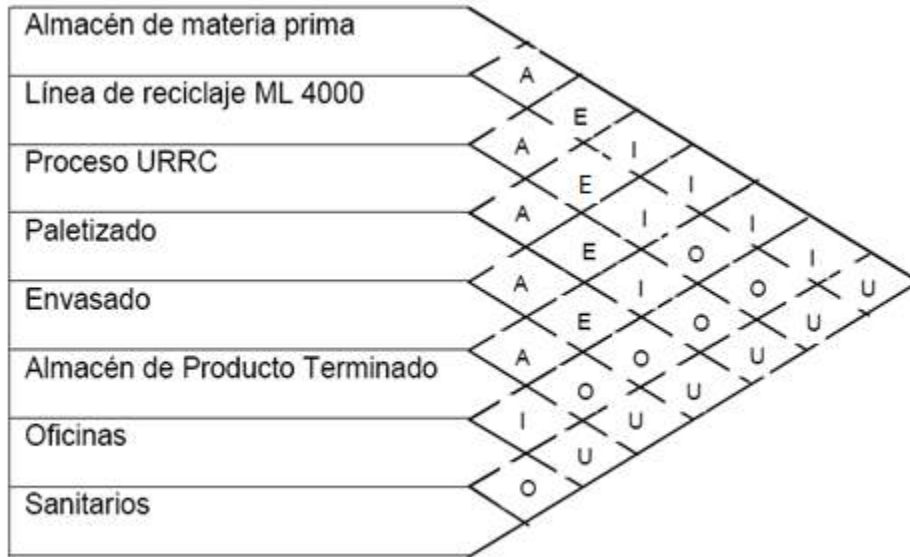 Almacén de materia prima
A
Línea de reciclaje ML 4000
E
Proceso URRC
A I
E I
Paletizado
A I I
E O I
Envasado
A I O U
E O U
Almacén de Producto Terminado
A O U
O U
Oficinas
I U
U
Sanitarios
O